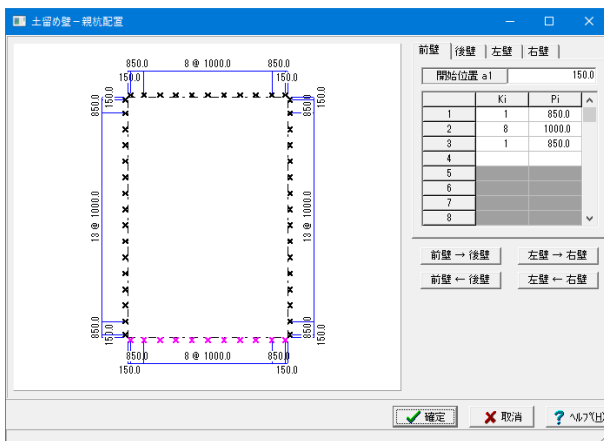 土留め壁－親杭配置
850.0 8 @ 1000.0 850.0
150.0 150.0
150.0
850.0
13 @ 1000.0
850.0
150.0
150.0
850.0
13 @ 1000.0
850.0
150.0
850.0 8 @ 1000.0 850.0
150.0 150.0
前壁 後壁 左壁 右壁
開始位置 a1 150.0
Ki Pi
1 1 850.0
2 8 1000.0
3 1 850.0
4
5
6
7
8
前壁 → 後壁 左壁 → 右壁
前壁 ← 後壁 左壁 ← 右壁
確定 取消 ? ﾍﾙﾌﾟ(H)